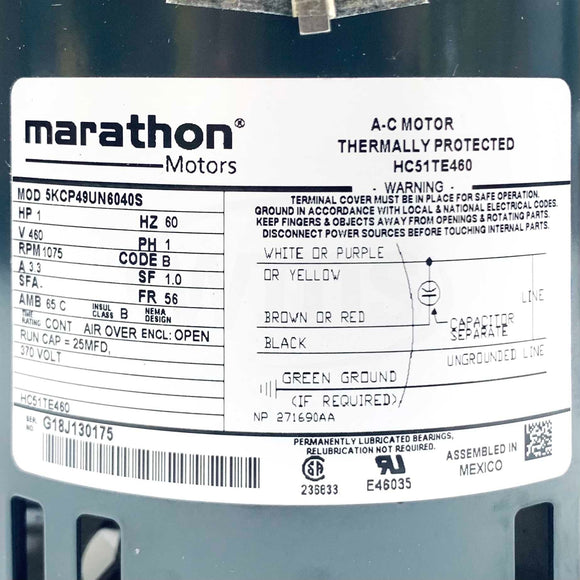 marathon®
Motors
A-C MOTOR
THERMALLY PROTECTED
HC51TE460
MOD 5KCP49UN6040S
HP 1 HZ 60
V 460 PH 1
RPM 1075 CODE B
A 3.3 SF 1.0
SFA - FR 56
AMB 65 C INSUL CLASS B NEMA DESIGN
TIME RATING CONT AIR OVER ENCL: OPEN
RUN CAP = 25MFD,
370 VOLT
HC51TE460
SER. NO. G18J130175
- WARNING -
TERMINAL COVER MUST BE IN PLACE FOR SAFE OPERATION.
GROUND IN ACCORDANCE WITH LOCAL & NATIONAL ELECTRICAL CODES.
KEEP FINGERS & OBJECTS AWAY FROM OPENINGS & ROTATING PARTS.
DISCONNECT POWER SOURCES BEFORE TOUCHING INTERNAL PARTS.
WHITE OR PURPLE
OR YELLOW
BROWN OR RED
BLACK
CAPACITOR
SEPARATE
LINE
UNGROUNDED LINE
GREEN GROUND
(IF REQUIRED)
NP 271690AA
PERMANENTLY LUBRICATED BEARINGS,
RELUBRICATION NOT REQUIRED.
236833
E46035
ASSEMBLED IN
MEXICO